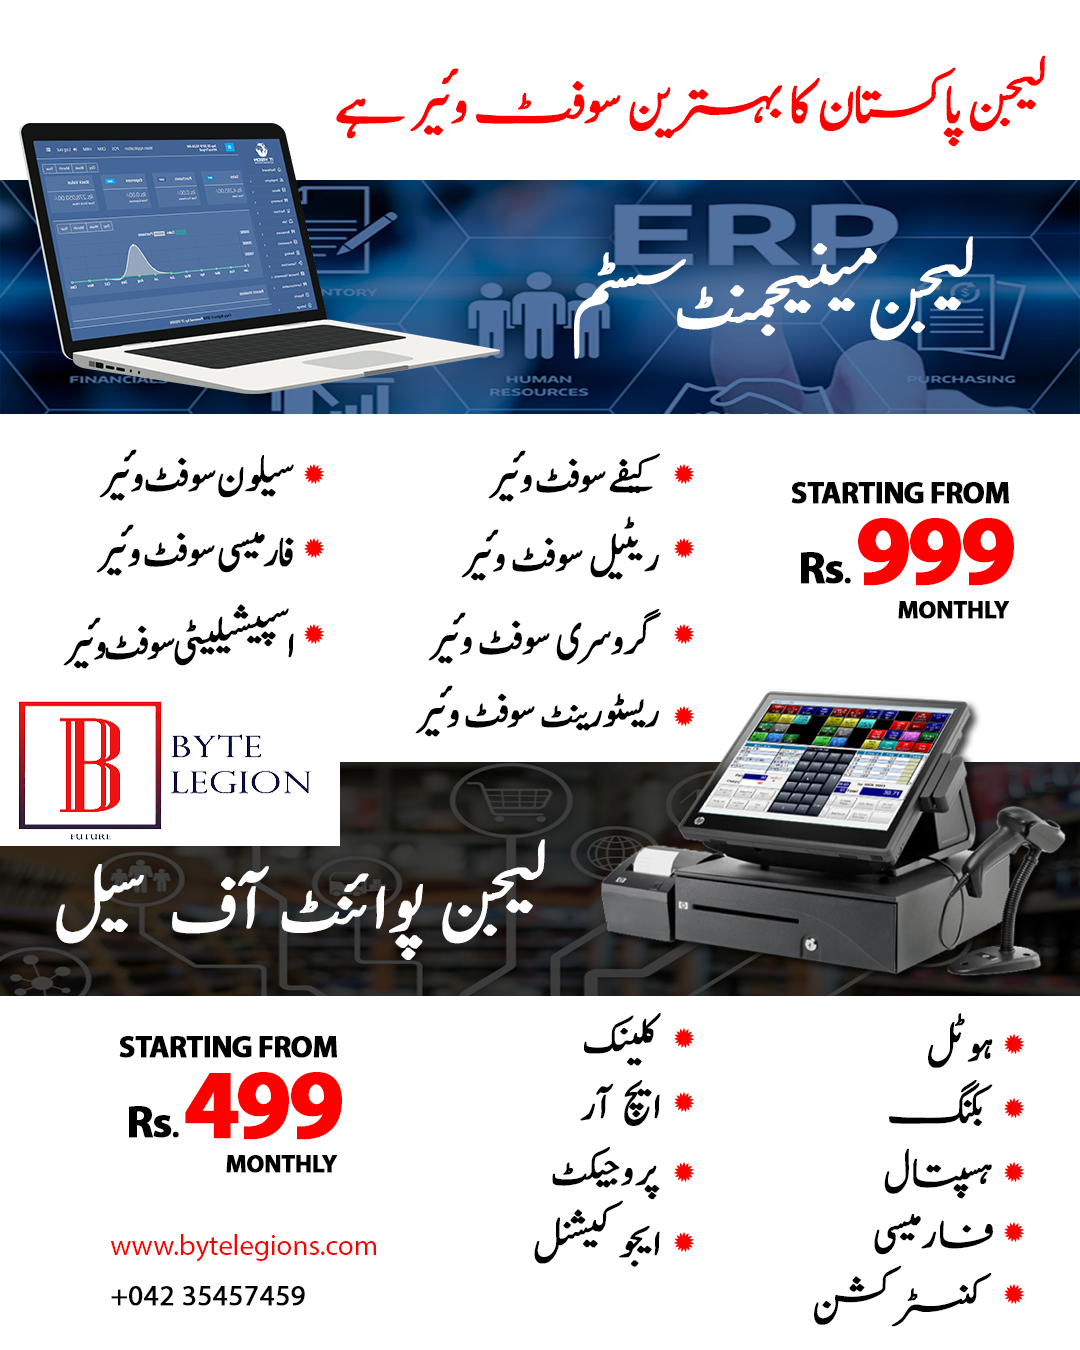 لیجن پاکستان کا بہترین سوفٹ وئیر ہے
ERP
لیجن مینیجمنٹ سسٹم
FINANCIALS
HUMAN
RESOURCES
PURCHASING
کیفے سوفٹ وئیر
ریٹیل سوفٹ وئیر
گروسری سوفٹ وئیر
ریسٹورینٹ سوفٹ وئیر
سیلون سوفٹ وئیر
فارمیسی سوفٹ وئیر
اسپیشیلیٹی سوفٹ وئیر
STARTING FROM
Rs. 999
MONTHLY
B
BYTE
LEGION
FUTURE
لیجن پوائنٹ آف سیل
STARTING FROM
Rs. 499
MONTHLY
ہوٹل
بکنگ
ہسپتال
فارمیسی
کنسٹرکشن
کلینک
ایچ آر
پروجیکٹ
ایجوکیشنل
www.bytelegions.com
+042 35457459